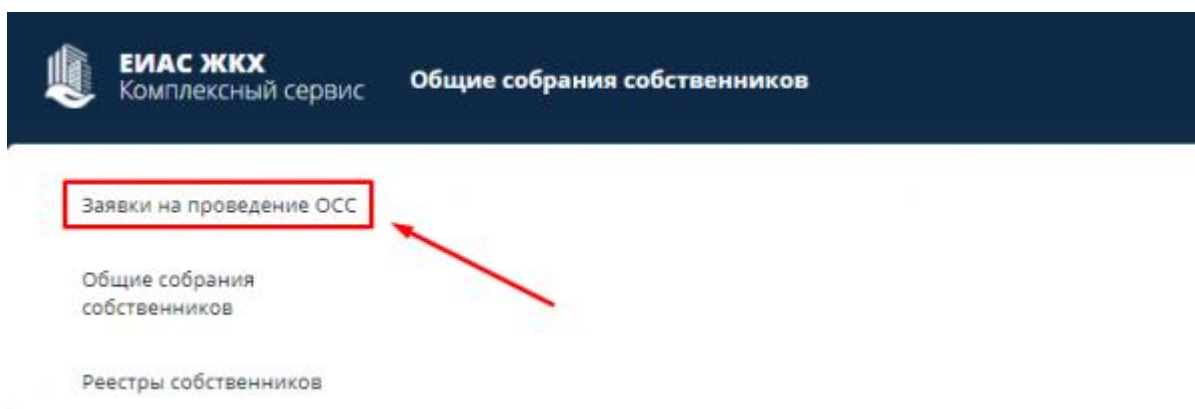 ЕИАС ЖКХ
Комплексный сервис
Общие собрания собственников
Заявки на проведение ОСС
Общие собрания
собственников
Реестры собственников